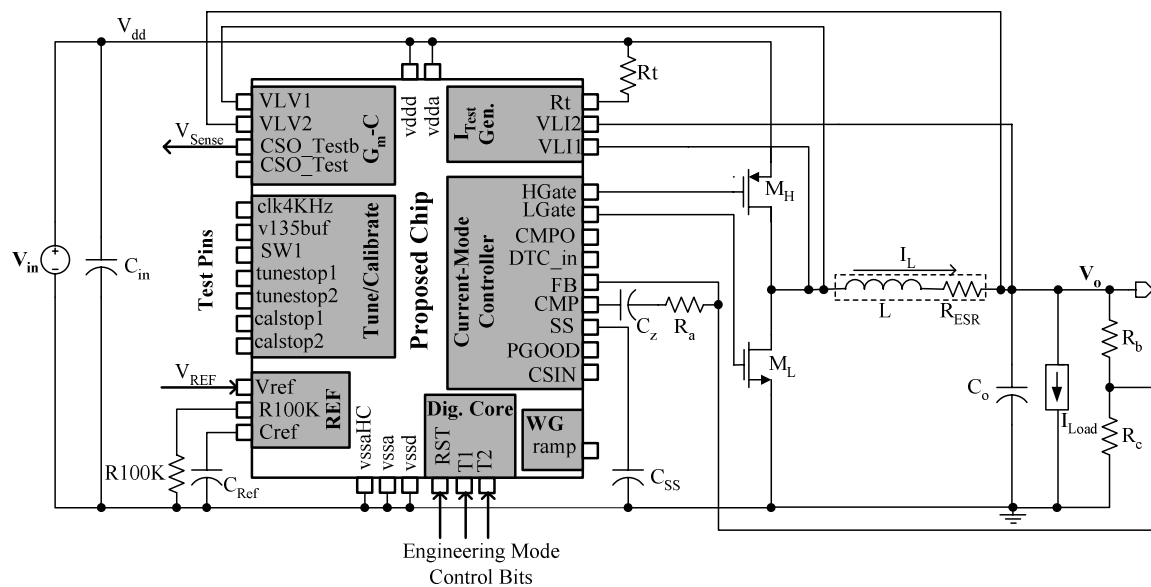 V_dd
Rt
VLV1
VLV2
CSO_Testb
CSO_Test
G_m-C
V_Sense
vddd
vdda
I_Test Gen.
Rt
VLI2
VLI1
Test Pins
clk4KHz
v135buf
SW1
tunestop1
tunestop2
calstop1
calstop2
Tune/Calibrate
Proposed Chip
Current-Mode
Controller
HGate
LGate
CMPO
DTC_in
FB
CMP
SS
PGOOD
CSIN
M_H
M_L
V_in
C_in
C_z
R_a
I_L
L
R_ESR
V_o
R_b
R_c
C_o
I_Load
V_REF
Vref
R100K
Cref
REF
R100K
C_Ref
vssaHC
vssa
vssd
Dig. Core
RST
T1
T2
WG
ramp
C_SS
Engineering Mode
Control Bits